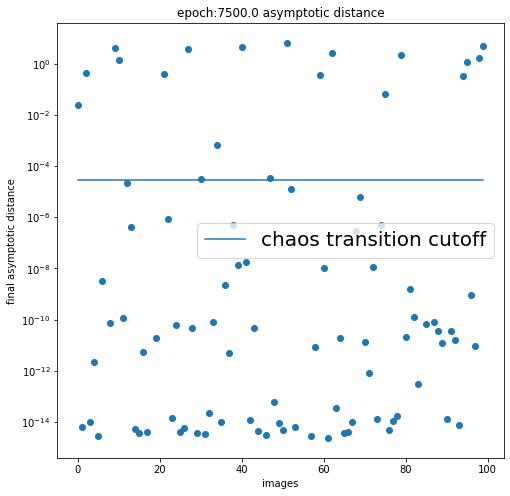 epoch:7500.0 asymptotic distance
final asymptotic distance
10^0
10^-2
10^-4
10^-6
10^-8
10^-10
10^-12
10^-14
chaos transition cutoff
0 20 40 60 80 100
images